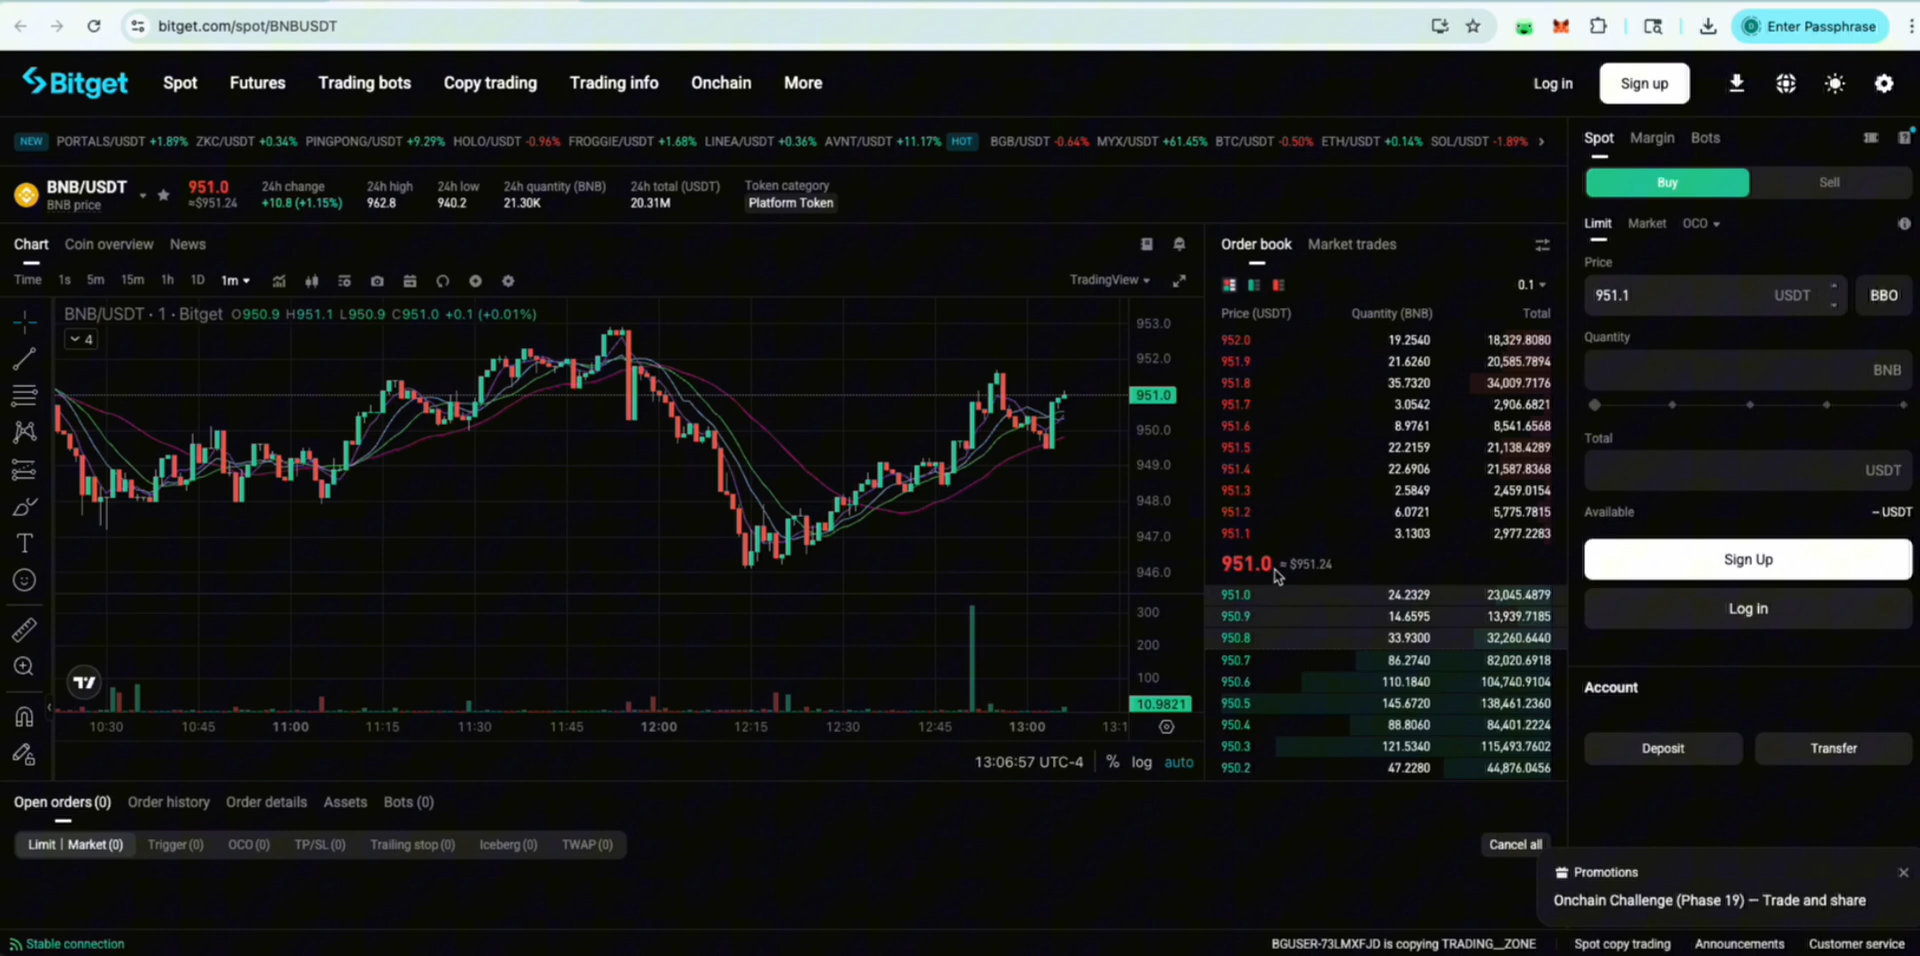 bitget.com/spot/BNBUSDT
Enter Passphrase
Bitget Spot Futures Trading bots Copy trading Trading info Onchain More Log in Sign up
NEW PORTALS/USDT +1.89% ZKC/USDT +0.34% PINGPONG/USDT +9.29% HOLO/USDT -0.96% FROGGIE/USDT +1.68% LINEA/USDT +0.36% AVNT/USDT +11.17% HOT BGB/USDT -0.64% MYX/USDT +61.45% BTC/USDT -0.50% ETH/USDT +0.14% SOL/USDT -1.89%
BNB/USDT 951.0 24h change 24h high 24h low 24h quantity (BNB) 24h total (USDT) Token category
BNB price ≈$951.24 +10.8 (+1.15%) 962.8 940.2 21.30K 20.31M Platform Token
Chart Coin overview News
Time 1s 5m 15m 1h 1D 1m TradingView
BNB/USDT · 1 · Bitget O950.9 H951.1 L950.9 C951.0 +0.1 (+0.01%)
4
953.0
952.0
951.0
950.0
949.0
948.0
947.0
946.0
300
200
100
10.9821
10:30 10:45 11:00 11:15 11:30 11:45 12:00 12:15 12:30 12:45 13:00 13:1
13:06:57 UTC-4 % log auto
Order book Market trades
0.1
Price (USDT) Quantity (BNB) Total
952.0 19.2540 18,329.8080
951.9 21.6260 20,585.7894
951.8 35.7320 34,009.7176
951.7 3.0542 2,906.6821
951.6 8.9761 8,541.6568
951.5 22.2159 21,138.4289
951.4 22.6906 21,587.8368
951.3 2.5849 2,459.0154
951.2 6.0721 5,775.7815
951.1 3.1303 2,977.2283
951.0 ≈ $951.24
951.0 24.2329 23,045.4879
950.9 14.6595 13,939.7185
950.8 33.9300 32,260.6440
950.7 86.2740 82,020.6918
950.6 110.1840 104,740.9104
950.5 145.6720 138,461.2360
950.4 88.8060 84,401.2224
950.3 121.5340 115,493.7602
950.2 47.2280 44,876.0456
Spot Margin Bots
Buy Sell
Limit Market OCO
Price
951.1 USDT BBO
Quantity
BNB
Total
USDT
Available – USDT
Sign Up
Log in
Account
Deposit Transfer
Open orders (0) Order history Order details Assets Bots (0)
Limit | Market (0) Trigger (0) OCO (0) TP/SL (0) Trailing stop (0) Iceberg (0) TWAP (0) Cancel all
Promotions
Onchain Challenge (Phase 19) — Trade and share
Stable connection BGUSER-73LMXFJD is copying TRADING__ZONE Spot copy trading Announcements Customer service